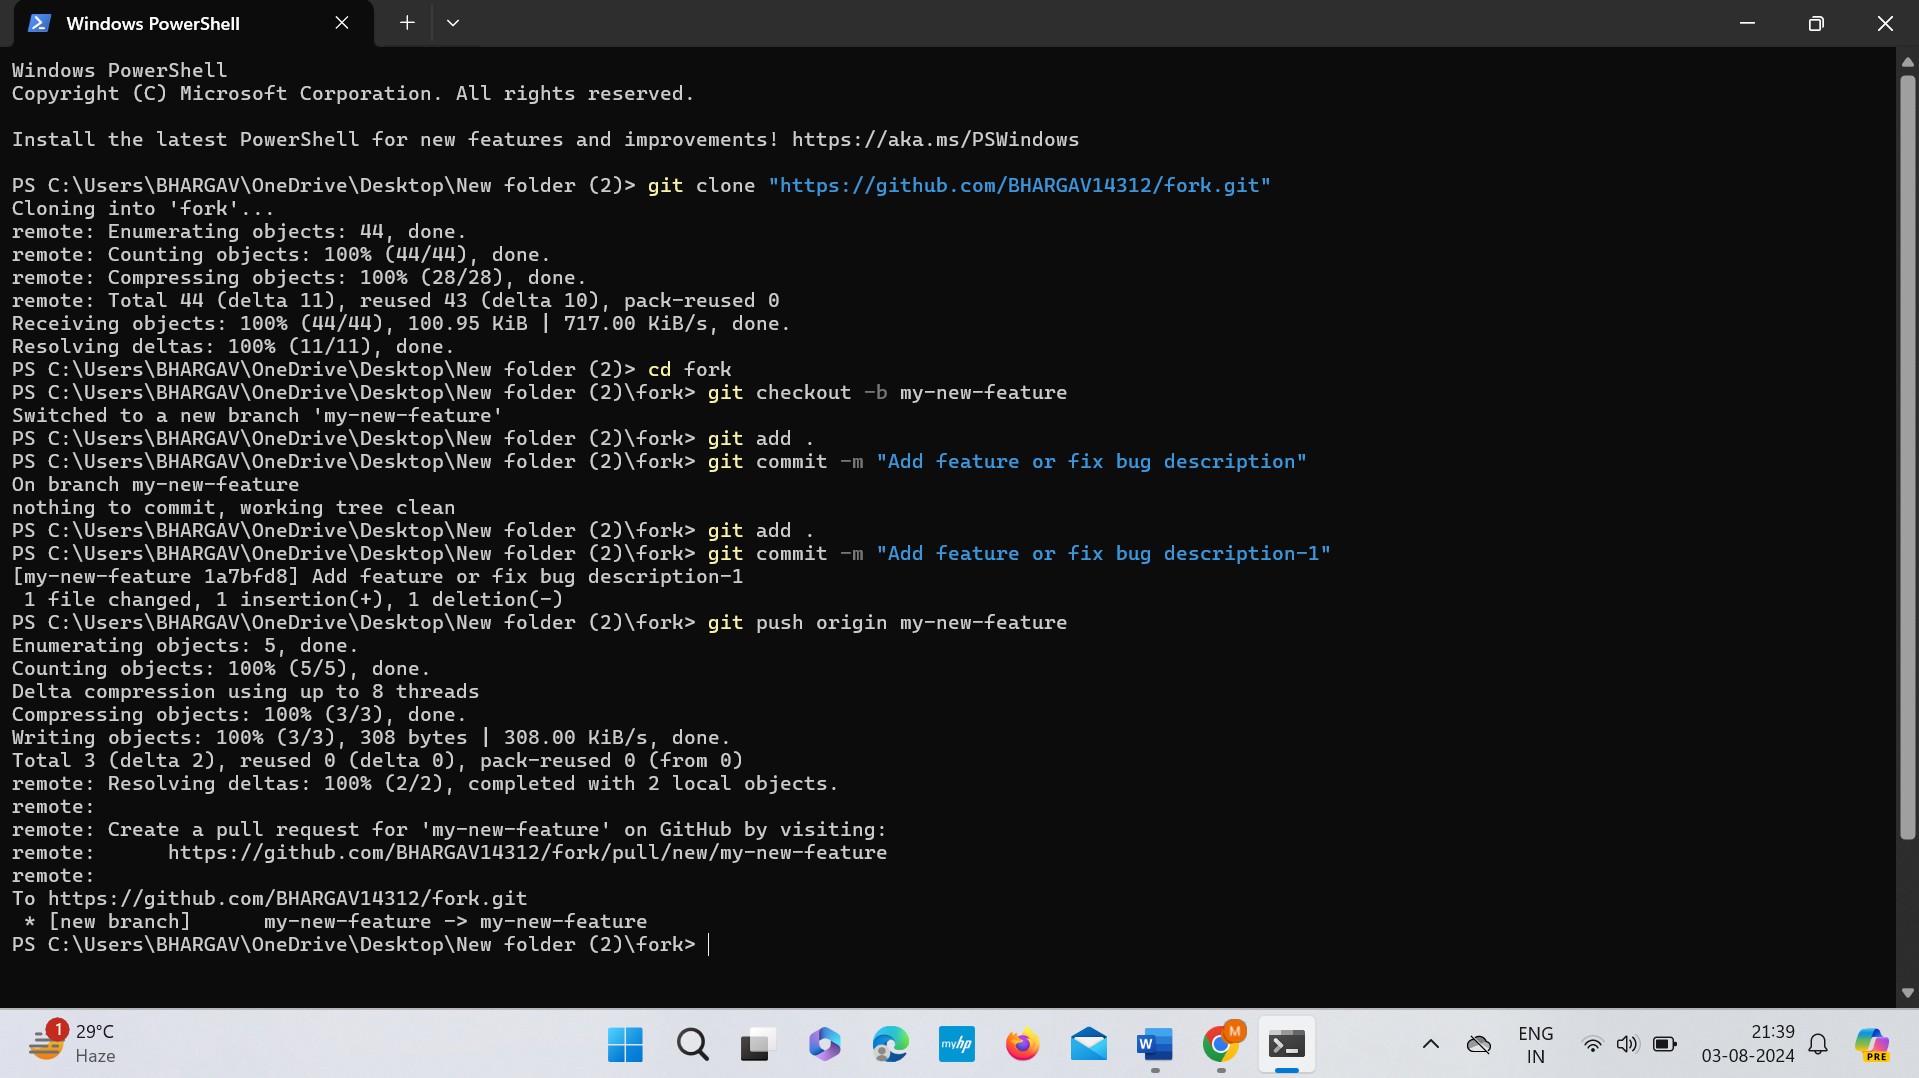 Windows PowerShell
Windows PowerShell
Copyright (C) Microsoft Corporation. All rights reserved.
Install the latest PowerShell for new features and improvements! https://aka.ms/PSWindows
PS C:\Users\BHARGAV\OneDrive\Desktop\New folder (2)> git clone "https://github.com/BHARGAV14312/fork.git"
Cloning into 'fork'...
remote: Enumerating objects: 44, done.
remote: Counting objects: 100% (44/44), done.
remote: Compressing objects: 100% (28/28), done.
remote: Total 44 (delta 11), reused 43 (delta 10), pack-reused 0
Receiving objects: 100% (44/44), 100.95 KiB | 717.00 KiB/s, done.
Resolving deltas: 100% (11/11), done.
PS C:\Users\BHARGAV\OneDrive\Desktop\New folder (2)> cd fork
PS C:\Users\BHARGAV\OneDrive\Desktop\New folder (2)\fork> git checkout -b my-new-feature
Switched to a new branch 'my-new-feature'
PS C:\Users\BHARGAV\OneDrive\Desktop\New folder (2)\fork> git add .
PS C:\Users\BHARGAV\OneDrive\Desktop\New folder (2)\fork> git commit -m "Add feature or fix bug description"
On branch my-new-feature
nothing to commit, working tree clean
PS C:\Users\BHARGAV\OneDrive\Desktop\New folder (2)\fork> git add .
PS C:\Users\BHARGAV\OneDrive\Desktop\New folder (2)\fork> git commit -m "Add feature or fix bug description-1"
[my-new-feature 1a7bfd8] Add feature or fix bug description-1
 1 file changed, 1 insertion(+), 1 deletion(-)
PS C:\Users\BHARGAV\OneDrive\Desktop\New folder (2)\fork> git push origin my-new-feature
Enumerating objects: 5, done.
Counting objects: 100% (5/5), done.
Delta compression using up to 8 threads
Compressing objects: 100% (3/3), done.
Writing objects: 100% (3/3), 308 bytes | 308.00 KiB/s, done.
Total 3 (delta 2), reused 0 (delta 0), pack-reused 0 (from 0)
remote: Resolving deltas: 100% (2/2), completed with 2 local objects.
remote:
remote: Create a pull request for 'my-new-feature' on GitHub by visiting:
remote:      https://github.com/BHARGAV14312/fork/pull/new/my-new-feature
remote:
To https://github.com/BHARGAV14312/fork.git
 * [new branch]      my-new-feature -> my-new-feature
PS C:\Users\BHARGAV\OneDrive\Desktop\New folder (2)\fork>
1
29°C
Haze
myhp
W
M
ENG
IN
21:39
03-08-2024
PRE